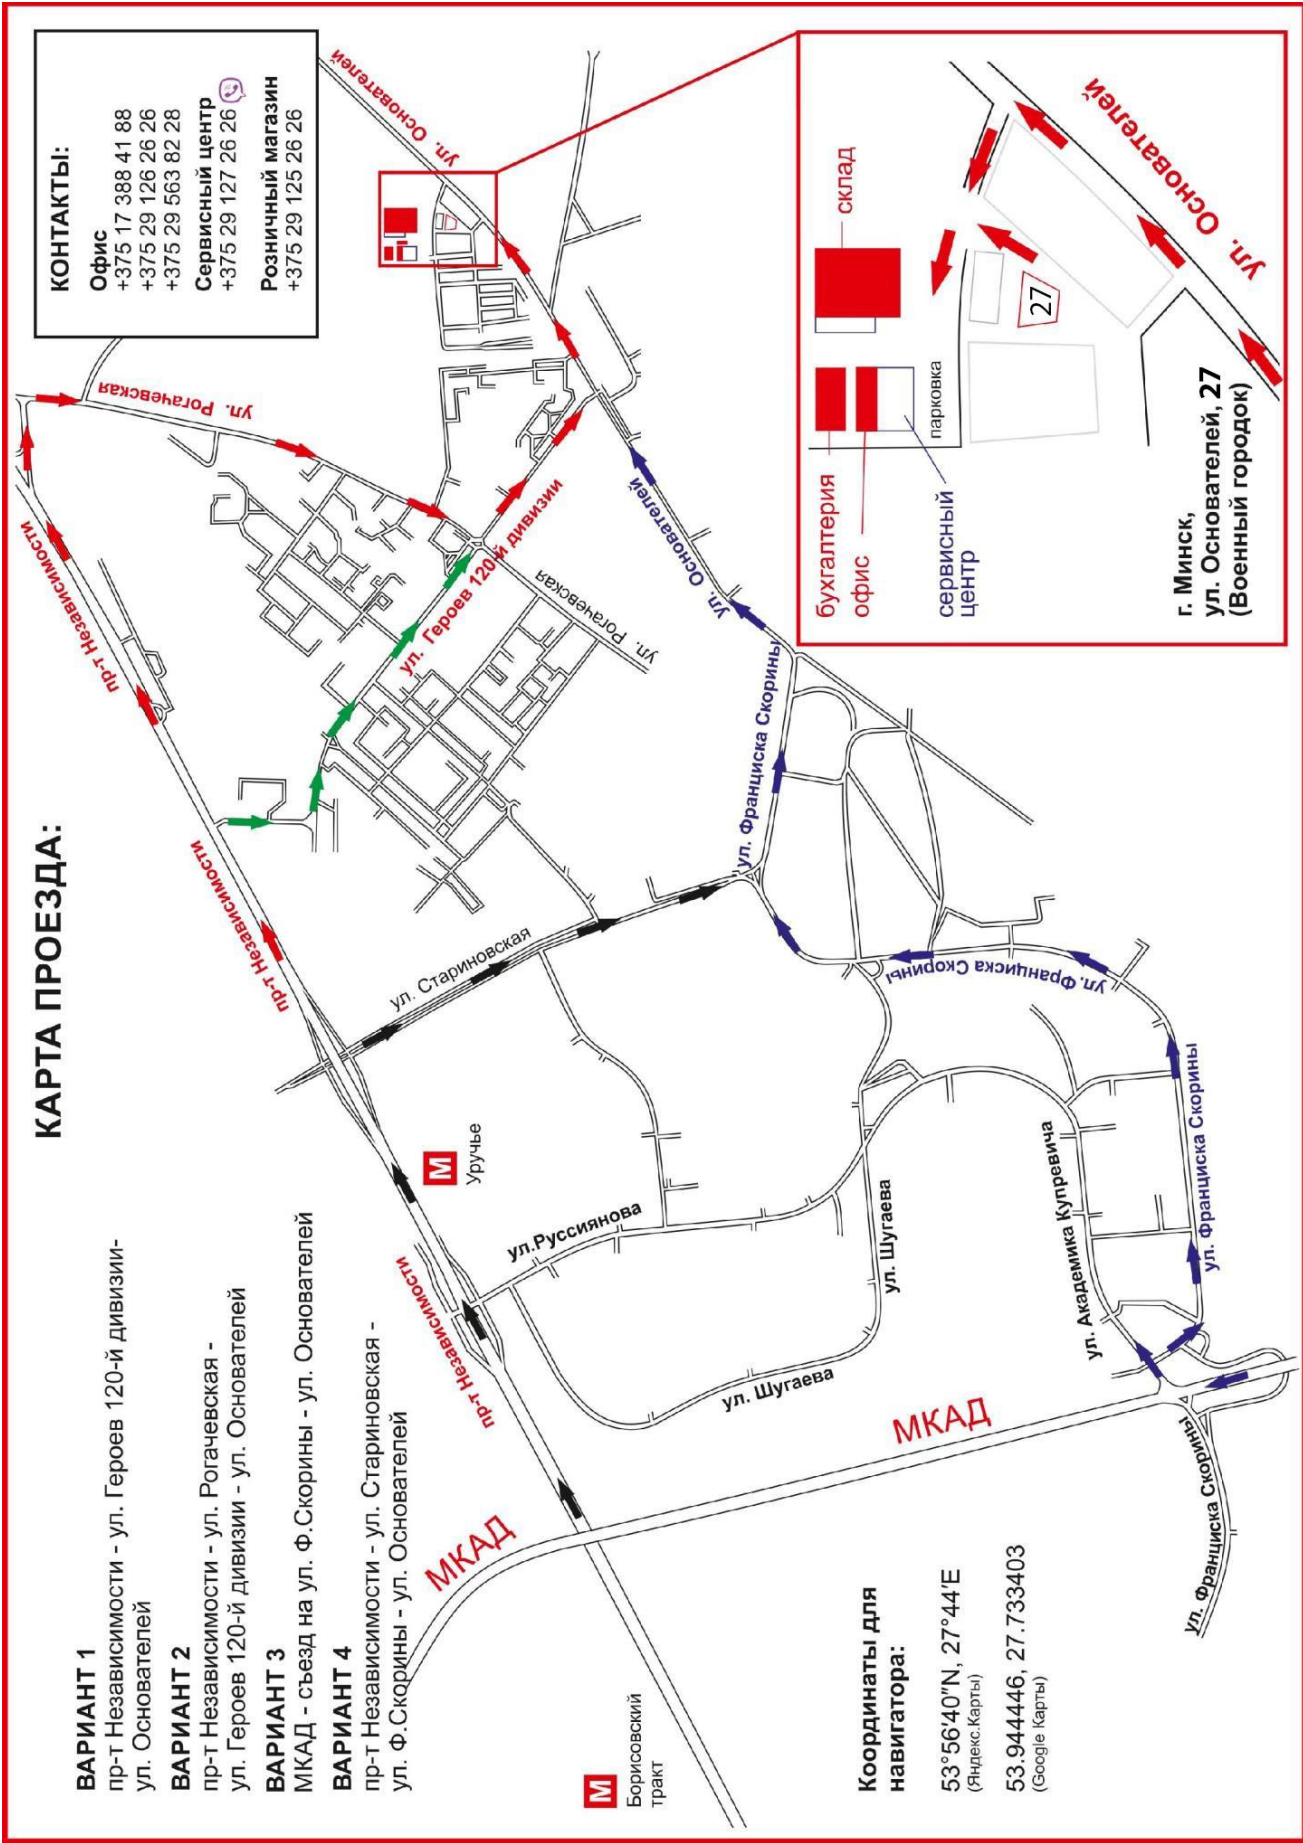 КАРТА ПРОЕЗДА:
ВАРИАНТ 1
пр-т Независимости - ул. Героев 120-й дивизии-
ул. Основателей
ВАРИАНТ 2
пр-т Независимости - ул. Рогачевская -
ул. Героев 120-й дивизии - ул. Основателей
ВАРИАНТ 3
МКАД - съезд на ул. Ф.Скорины - ул. Основателей
ВАРИАНТ 4
пр-т Независимости - ул. Стариновская -
ул. Ф.Скорины - ул. Основателей
КОНТАКТЫ:
Офис
+375 17 388 41 88
+375 29 126 26 26
+375 29 563 82 28
Сервисный центр
+375 29 127 26 26
Розничный магазин
+375 29 125 26 26
пр-т Независимости
пр-т Независимости
пр-т Независимости
ул. Рогачевская
ул. Рогачевская
ул. Героев 120-й дивизии
ул. Основателей
ул. Основателей
ул. Стариновская
М
Уручье
ул.Руссиянова
ул. Шугаева
ул. Шугаева
ул. Франциска Скорины
ул. Франциска Скорины
ул. Франциска Скорины
ул. Франциска Скорины
ул. Академика Купревича
МКАД
МКАД
М
Борисовский
тракт
Координаты для
навигатора:
53°56'40"N, 27°44'E
(Яндекс.Карты)
53.944446, 27.733403
(Google Карты)
бухгалтерия
офис
склад
сервисный
центр
парковка
27
ул. Основателей
г. Минск,
ул. Основателей, 27
(Военный городок)